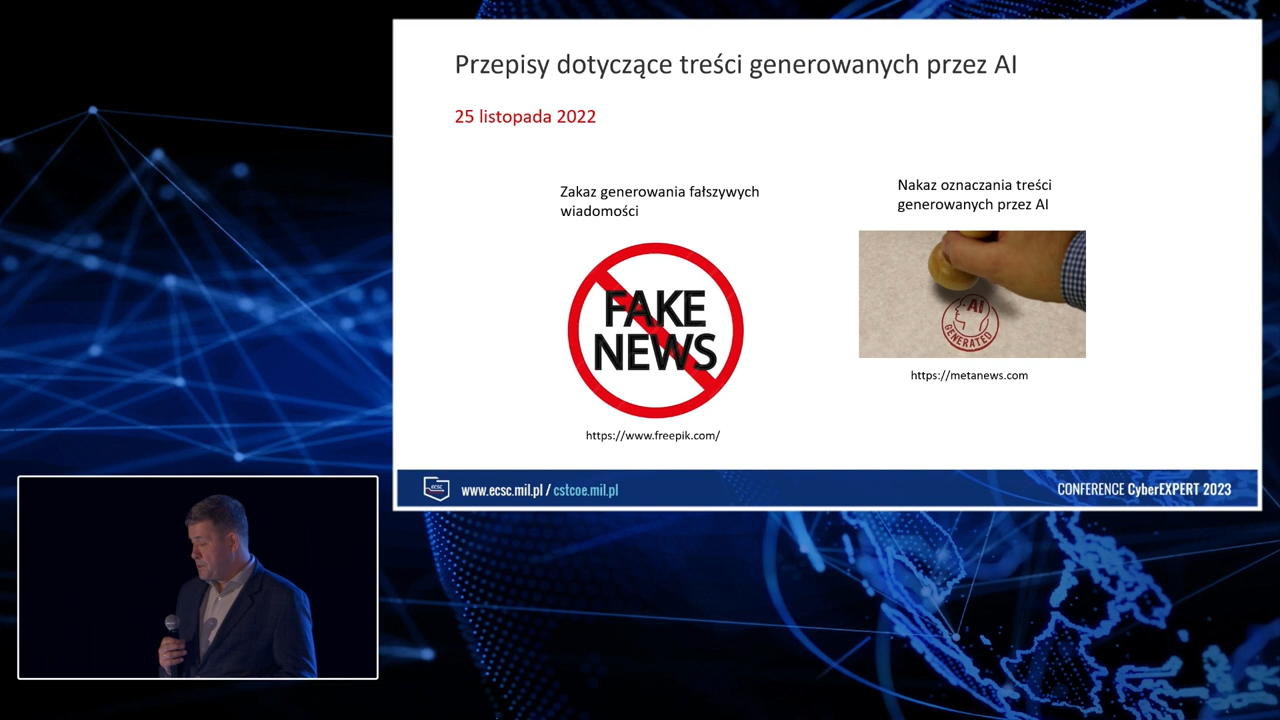 Przepisy dotyczące treści generowanych przez AI
25 listopada 2022
Zakaz generowania fałszywych
wiadomości
FAKE
NEWS
https://www.freepik.com/
Nakaz oznaczania treści
generowanych przez AI
AI
GENERATED
https://metanews.com
ecsc
www.ecsc.mil.pl / cstcoe.mil.pl
CONFERENCE CyberEXPERT 2023